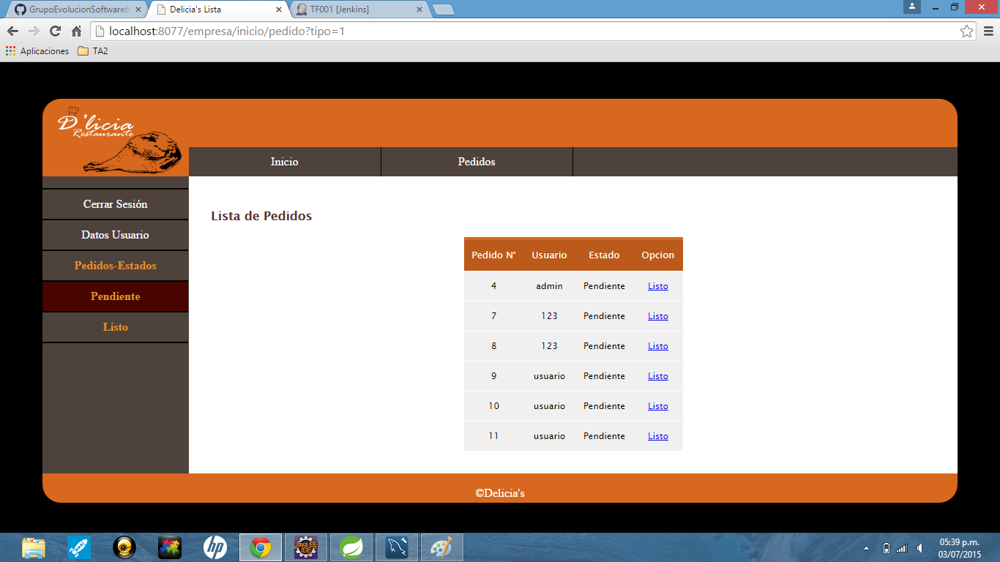 GrupoEvolucionSoftware6
Delicia's Lista
TF001 [Jenkins]
localhost:8077/empresa/inicio/pedido?tipo=1
Aplicaciones
TA2
D'licia
Restaurante
Inicio
Pedidos
Cerrar Sesión
Datos Usuario
Pedidos-Estados
Pendiente
Listo
Lista de Pedidos
Pedido N° Usuario Estado Opcion
4 admin Pendiente Listo
7 123 Pendiente Listo
8 123 Pendiente Listo
9 usuario Pendiente Listo
10 usuario Pendiente Listo
11 usuario Pendiente Listo
©Delicia's
hp
Java EE
IDE
05:39 p.m.
03/07/2015